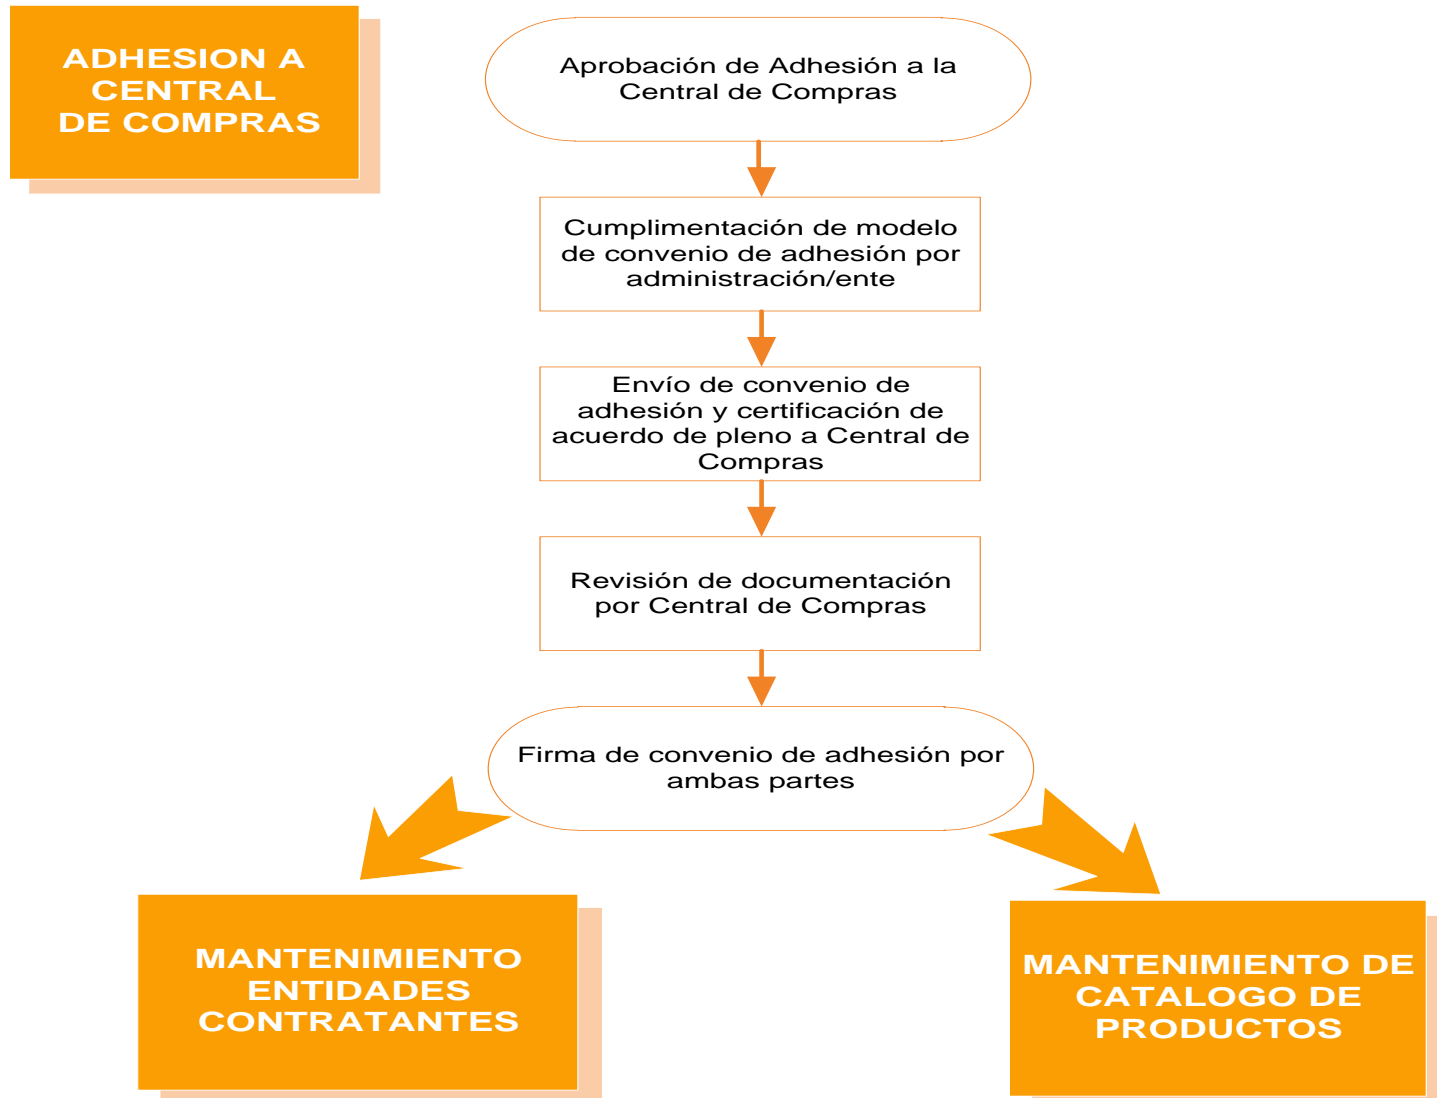 ADHESION A
CENTRAL
DE COMPRAS
Aprobación de Adhesión a la
Central de Compras
Cumplimentación de modelo
de convenio de adhesión por
administración/ente
Envío de convenio de
adhesión y certificación de
acuerdo de pleno a Central de
Compras
Revisión de documentación
por Central de Compras
Firma de convenio de adhesión por
ambas partes
MANTENIMIENTO
ENTIDADES
CONTRATANTES
MANTENIMIENTO DE
CATALOGO DE
PRODUCTOS